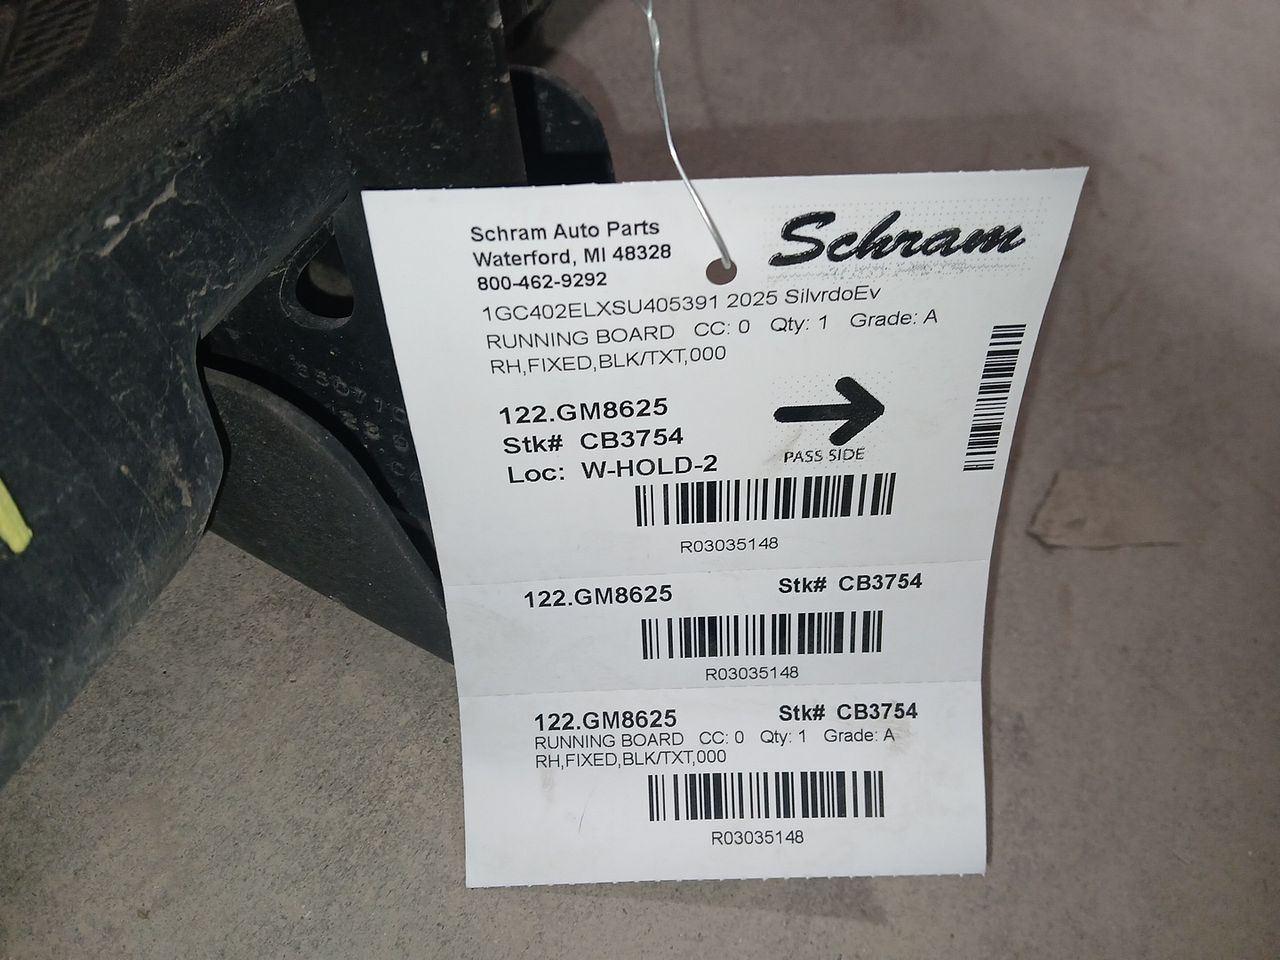 Schram Auto Parts
Waterford, MI 48328
800-462-9292
Schram
1GC402ELXSU405391 2025 SilvrdoEv
RUNNING BOARD CC: 0 Qty: 1 Grade: A
RH,FIXED,BLK/TXT,000
122.GM8625
Stk# CB3754
Loc: W-HOLD-2
PASS SIDE
R03035148
122.GM8625 Stk# CB3754
R03035148
122.GM8625 Stk# CB3754
RUNNING BOARD CC: 0 Qty: 1 Grade: A
RH,FIXED,BLK/TXT,000
R03035148